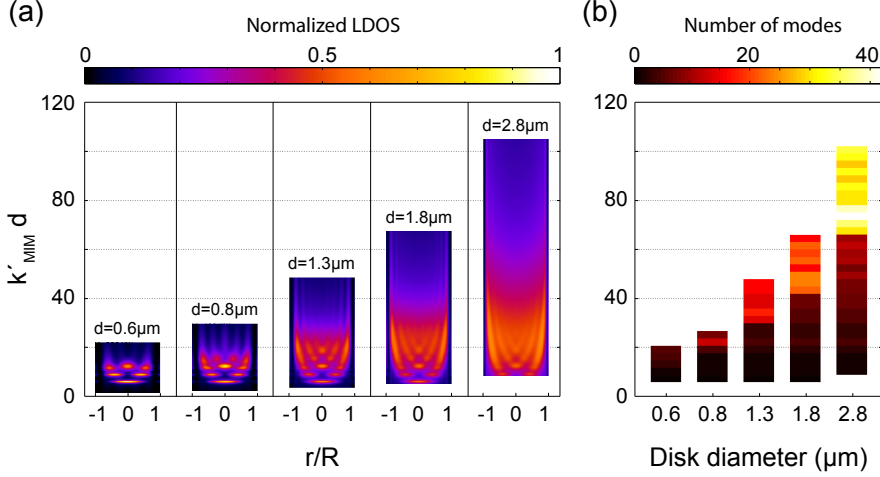 (a)
Normalized LDOS
0 0.5 1
k´MIM d
120
80
40
0
d=0.6μm
d=0.8μm
d=1.3μm
d=1.8μm
d=2.8μm
-1 0 1 -1 0 1 -1 0 1 -1 0 1 -1 0 1
r/R
(b)
Number of modes
0 20 40
120
80
40
0
0.6 0.8 1.3 1.8 2.8
Disk diameter (μm)